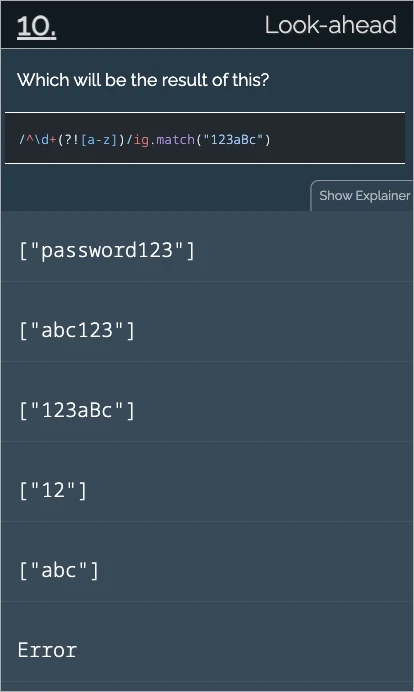 10.
Look-ahead
Which will be the result of this?
/^\d+(?![a-z])/ig.match("123aBc")
Show Explainer
["password123"]
["abc123"]
["123aBc"]
["12"]
["abc"]
Error